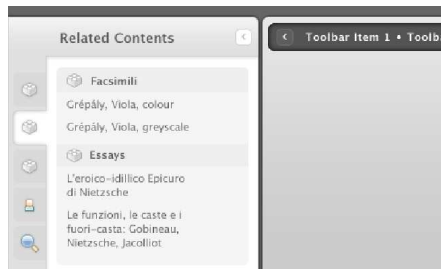 Related Contents
Toolbar Item 1 • Toolb
Facsimili
Grépály, Viola, colour
Grépály, Viola, greyscale
Essays
L'eroico-idillico Epicuro
di Nietzsche
Le funzioni, le caste e i
fuori-casta: Gobineau,
Nietzsche, Jacolliot